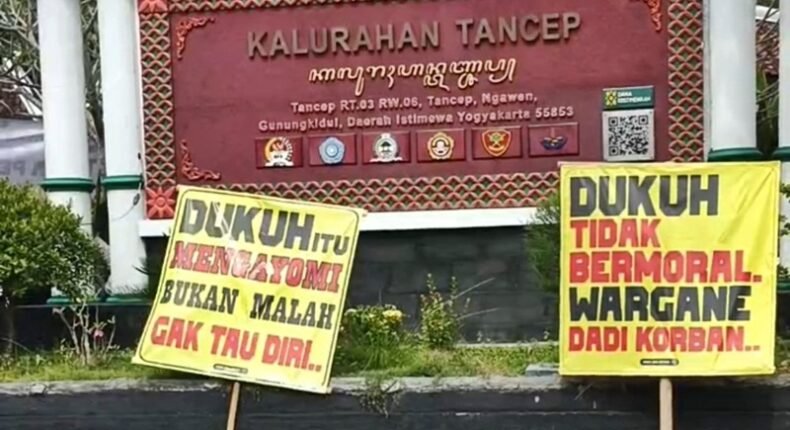 KALURAHAN TANCEP
Tancep RT.03 RW.06, Tancep, Ngawen,
Gunungkidul, Daerah Istimewa Yogyakarta 55853
DUKUH ITU
MENGAYOMI
BUKAN MALAH
GAK TAU DIRI..
DUKUH
TIDAK
BERMORAL.
WARGANE
DADI KORBAN..